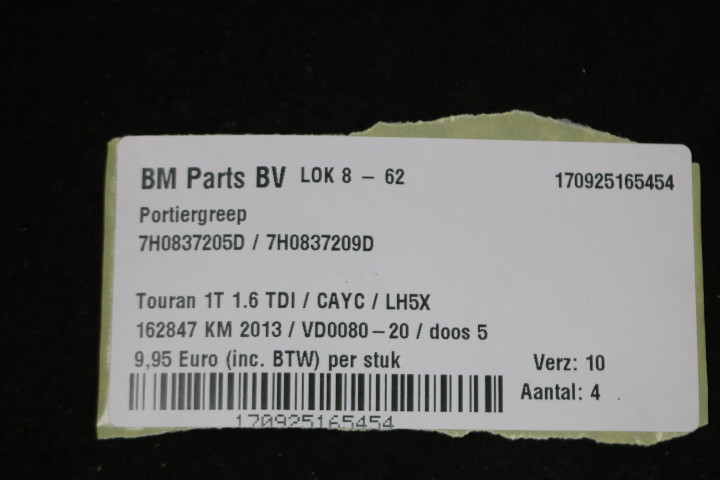 BM Parts BV LOK 8 - 62 170925165454
Portiergreep
7H0837205D / 7H0837209D
Touran 1T 1.6 TDI / CAYC / LH5X
162847 KM 2013 / VD0080-20 / doos 5
9,95 Euro (inc. BTW) per stuk Verz: 10
Aantal: 4
170925165454